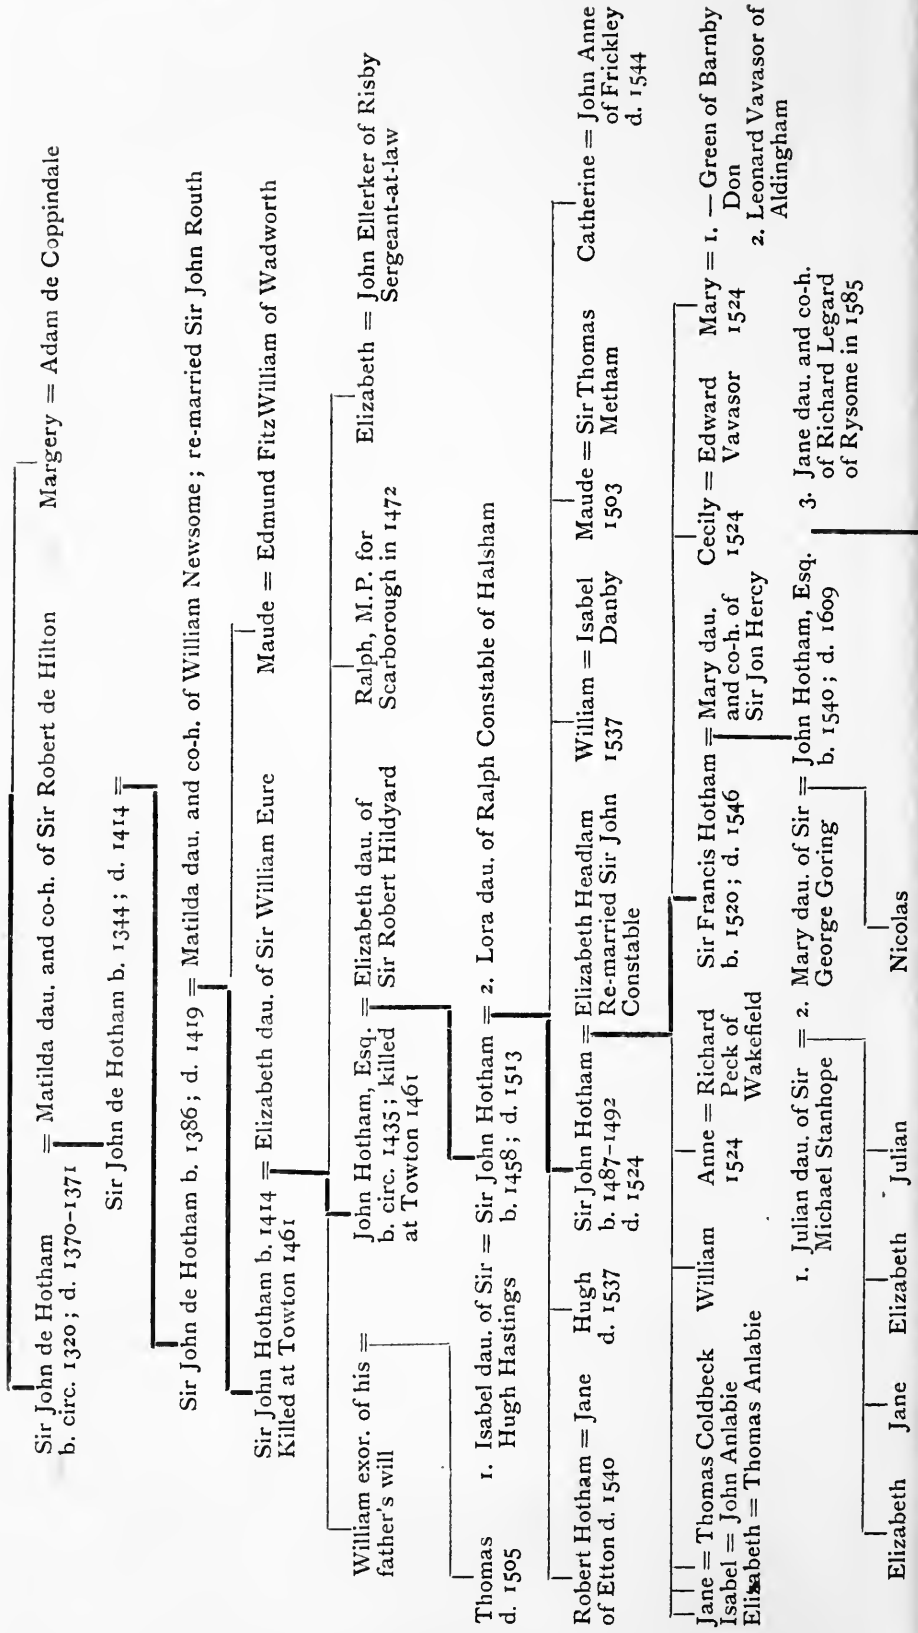 Sir John de Hotham
b. circ. 1320; d. 1370-1371
= Matilda dau. and co-h. of Sir Robert de Hilton
Margery = Adam de Coppindale
Sir John de Hotham b. 1344; d. 1414 =
Sir John de Hotham b. 1386; d. 1419 = Matilda dau. and co-h. of William Newsome; re-married Sir John Routh
Sir John Hotham b. 1414 = Elizabeth dau. of Sir William Eure
Killed at Towton 1461
Maude = Edmund FitzWilliam of Wadworth
William exor. of his =
father's will
John Hotham, Esq. = Elizabeth dau. of
b. circ. 1435; killed Sir Robert Hildyard
at Towton 1461
Ralph, M.P. for
Scarborough in 1472
Elizabeth = John Ellerker of Risby
Sergeant-at-law
Thomas
d. 1505
1. Isabel dau. of Sir = Sir John Hotham = 2. Lora dau. of Ralph Constable of Halsham
Hugh Hastings b. 1458; d. 1513
Robert Hotham = Jane
of Etton d. 1540
Hugh
d. 1537
Sir John Hotham = Elizabeth Headlam
b. 1487-1492 Re-married Sir John
d. 1524 Constable
William = Isabel
1537 Danby
Maude = Sir Thomas
1503 Metham
Catherine = John Anne
of Frickley
d. 1544
Jane = Thomas Coldbeck
Isabel = John Anlabie
Elizabeth = Thomas Anlabie
William
Anne = Richard
1524 Peck of
Wakefield
Sir Francis Hotham = Mary dau.
b. 1520; d. 1546 and co-h. of
Sir Jon Hercy
Cecily = Edward
1524 Vavasor
Mary = 1. — Green of Barnby
1524 Don
2. Leonard Vavasor of
Aldingham
1. Julian dau. of Sir = 2. Mary dau. of Sir = John Hotham, Esq. 3. Jane dau. and co-h.
Michael Stanhope George Goring b. 1540; d. 1609 of Richard Legard
of Rysome in 1585
Elizabeth Jane Elizabeth Julian Nicolas